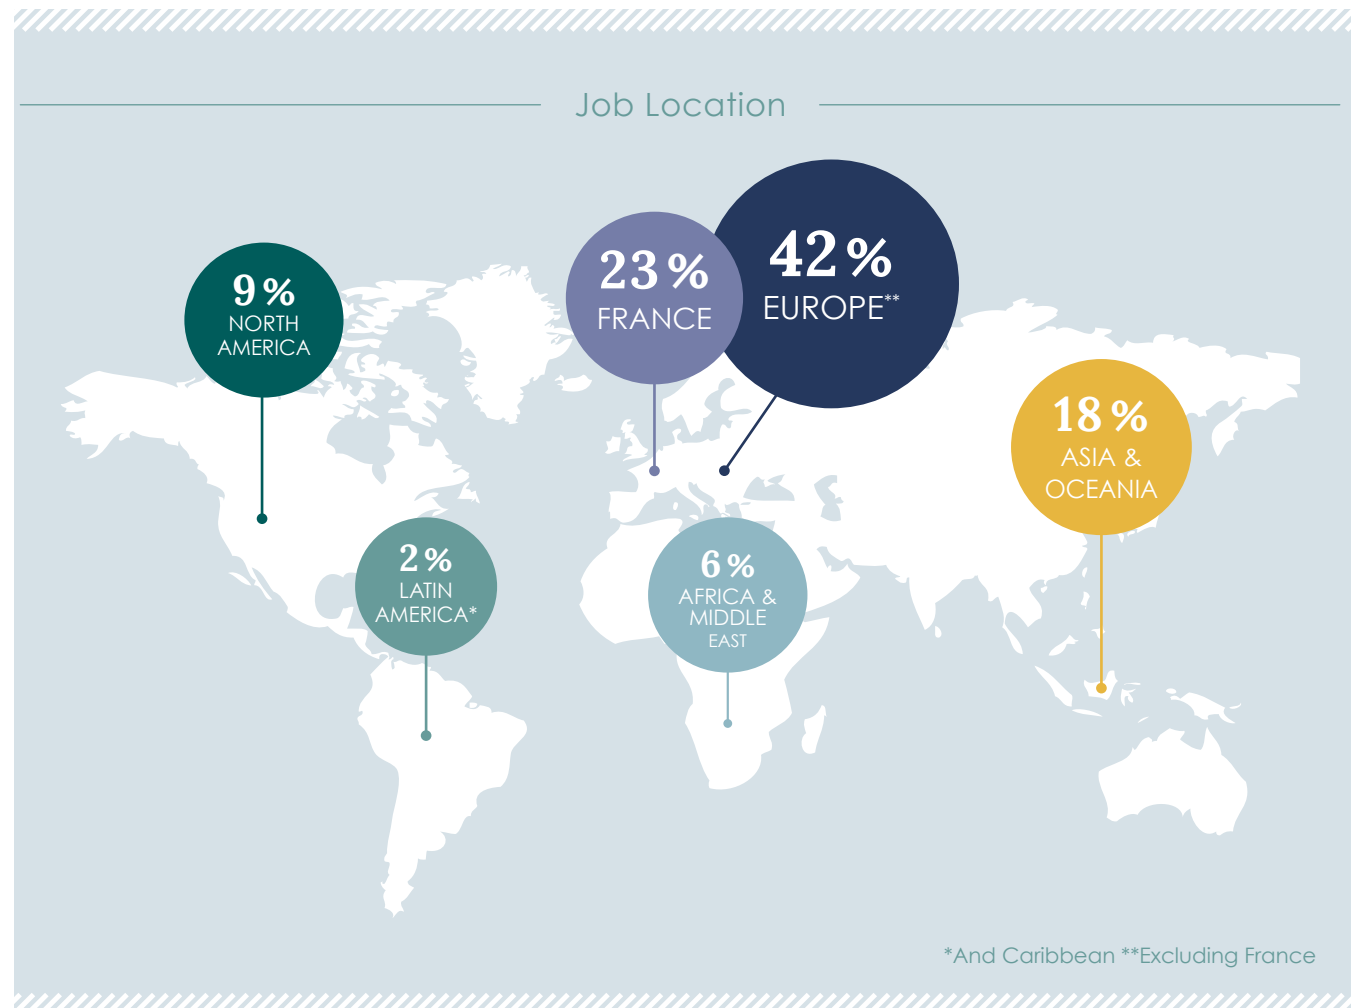 Job Location
42 %
EUROPE**
23 %
FRANCE
9 %
NORTH
AMERICA
18 %
ASIA &
OCEANIA
2 %
LATIN
AMERICA*
6 %
AFRICA &
MIDDLE
EAST
*And Caribbean **Excluding France